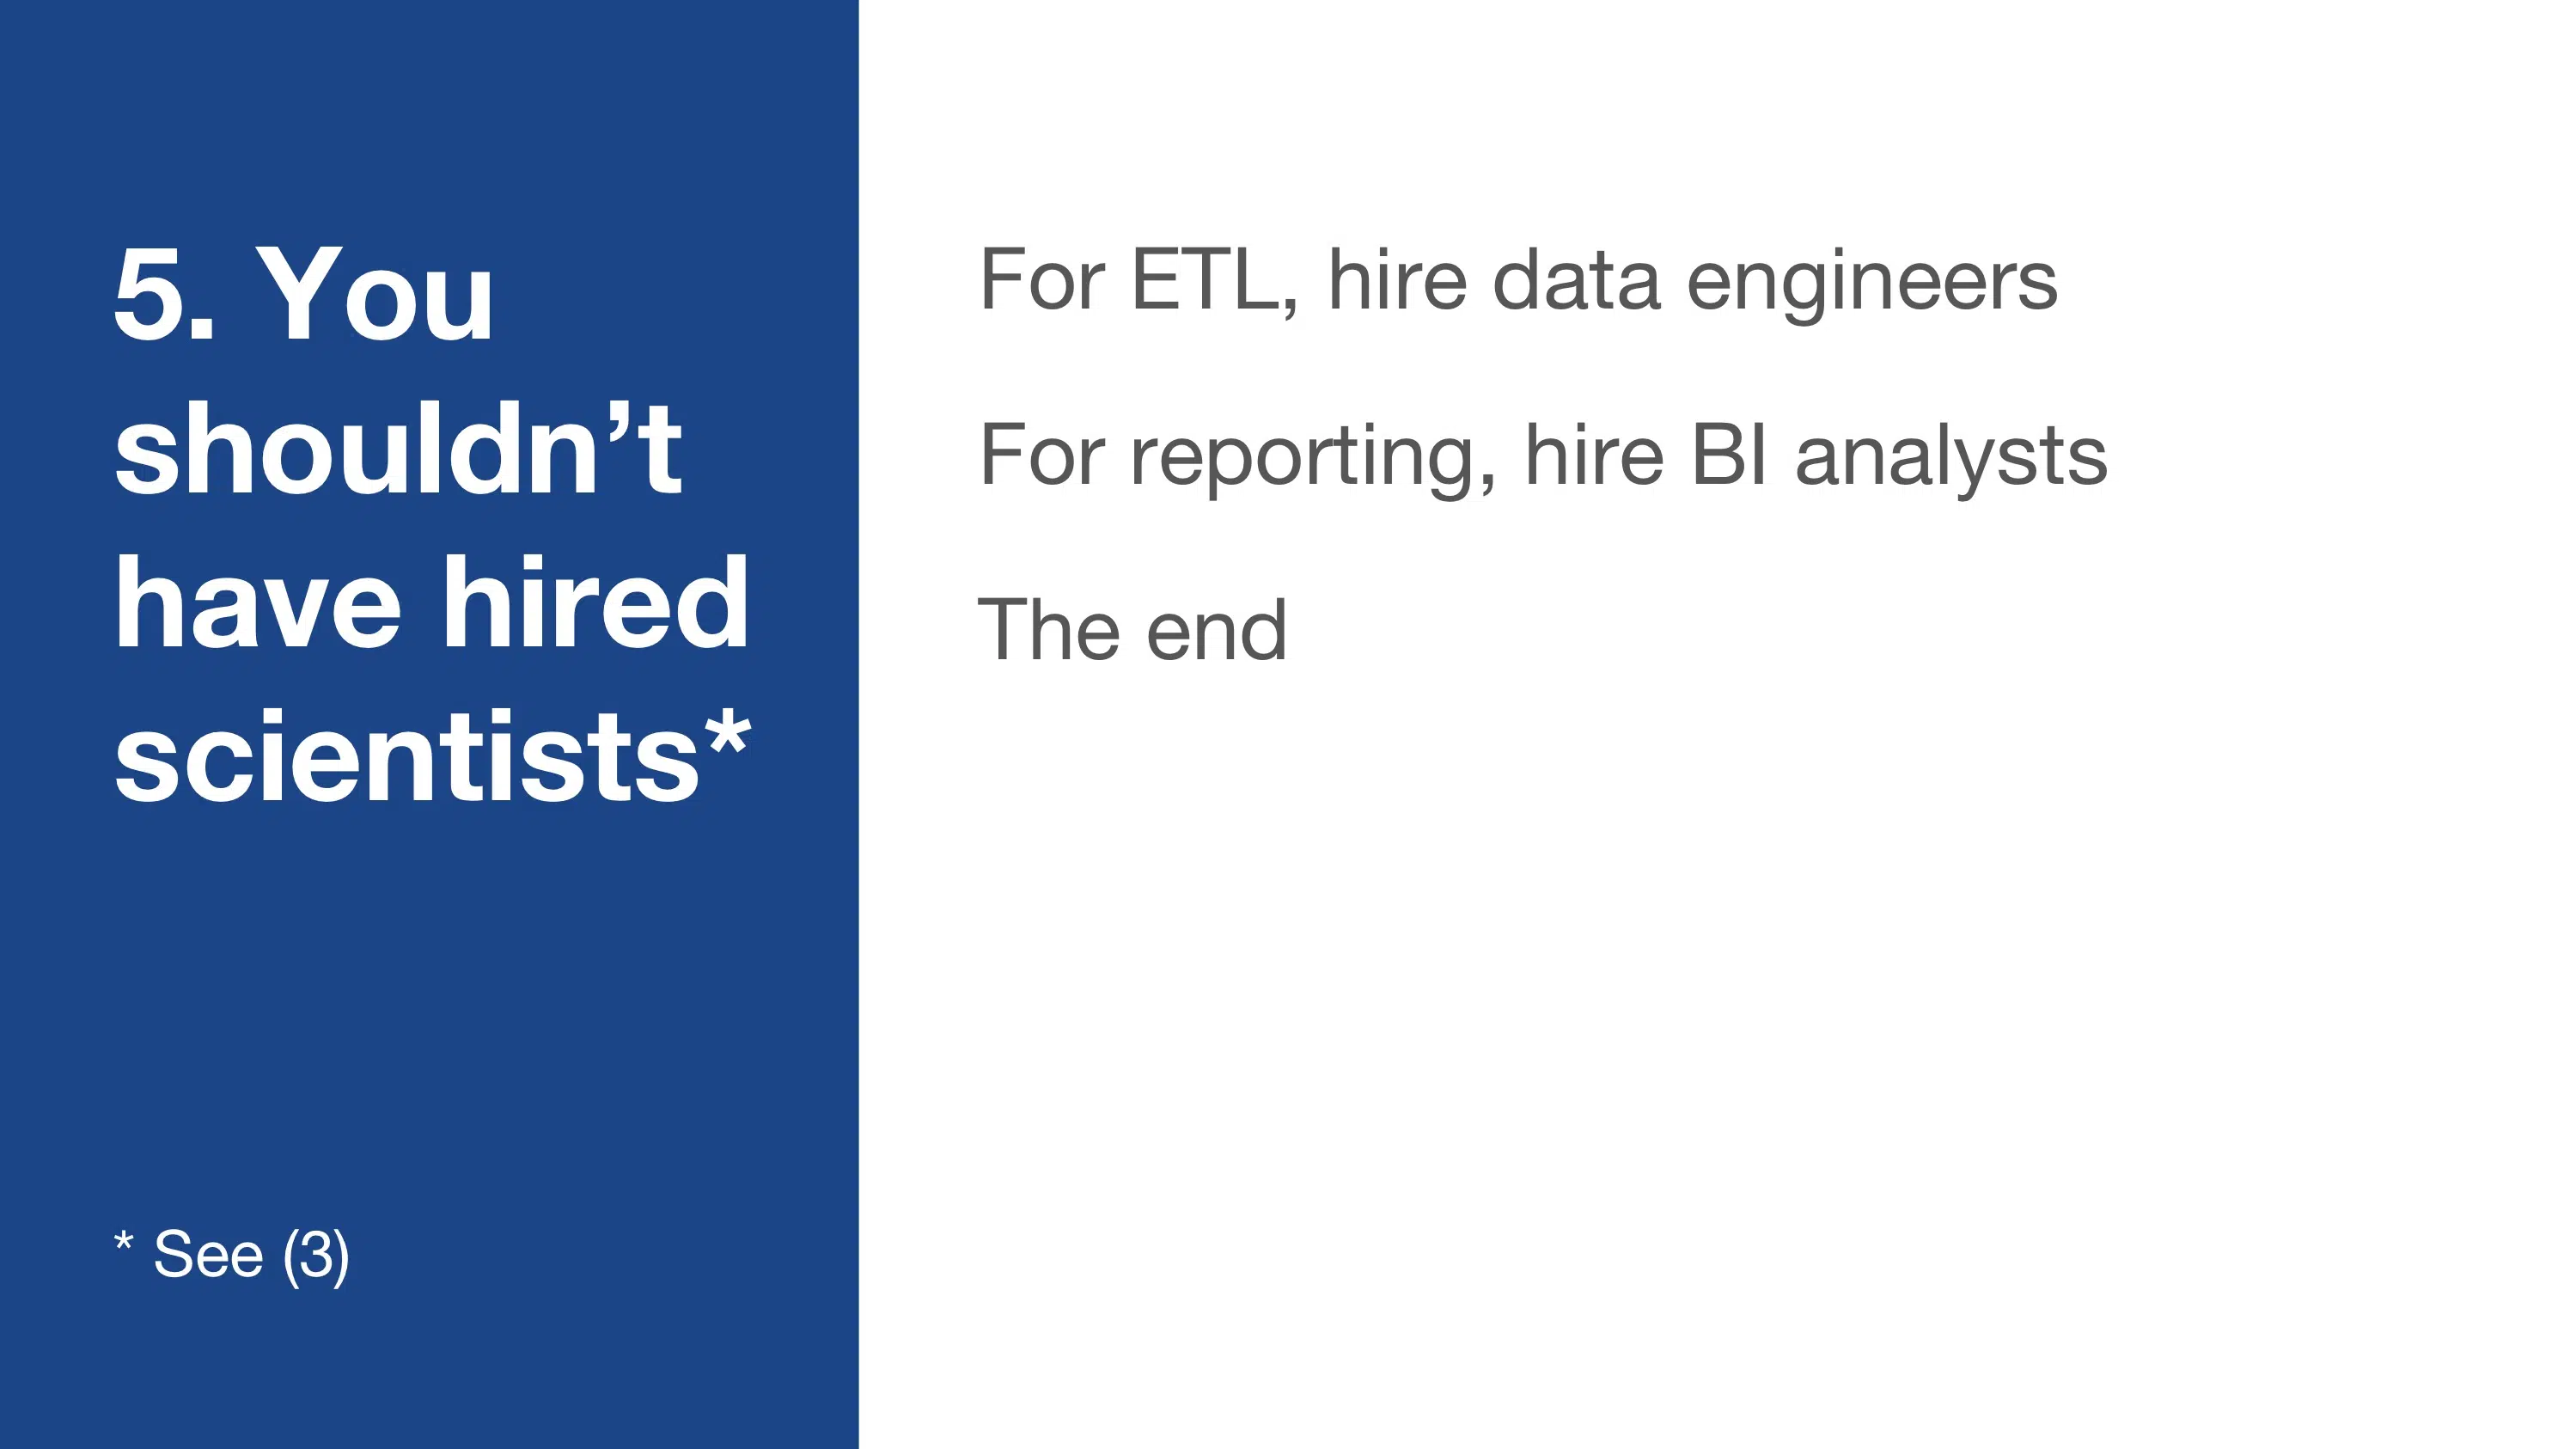 5. You
shouldn’t
have hired
scientists*
* See (3)
For ETL, hire data engineers
For reporting, hire BI analysts
The end